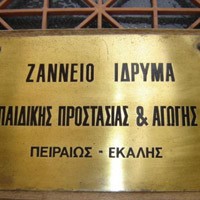 ΖΑΝΝΕΙΟ ΙΔΡΥΜΑ
ΠΑΙΔΙΚΗΣ ΠΡΟΣΤΑΣΙΑΣ & ΑΓΩΓΗΣ
ΠΕΙΡΑΙΩΣ - ΕΚΑΛΗΣ